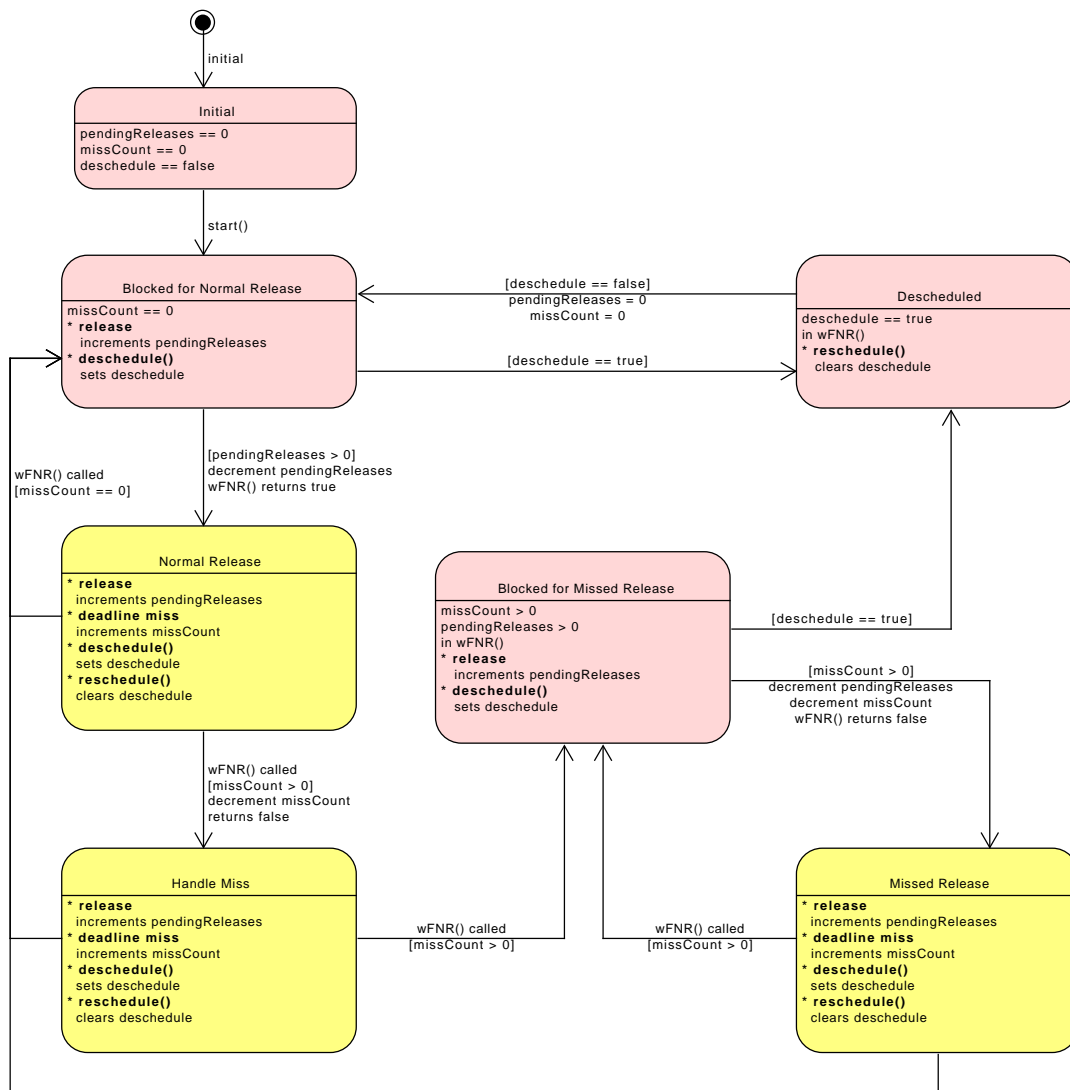 initial
Initial
pendingReleases == 0
missCount == 0
deschedule == false
start()
Blocked for Normal Release
missCount == 0
* release
increments pendingReleases
* deschedule()
sets deschedule
[deschedule == false]
pendingReleases = 0
missCount = 0
[deschedule == true]
Descheduled
deschedule == true
in wFNR()
* reschedule()
clears deschedule
wFNR() called
[missCount == 0]
[pendingReleases > 0]
decrement pendingReleases
wFNR() returns true
Normal Release
* release
increments pendingReleases
* deadline miss
increments missCount
* deschedule()
sets deschedule
* reschedule()
clears deschedule
Blocked for Missed Release
missCount > 0
pendingReleases > 0
in wFNR()
* release
increments pendingReleases
* deschedule()
sets deschedule
[deschedule == true]
[missCount > 0]
decrement pendingReleases
decrement missCount
wFNR() returns false
wFNR() called
[missCount > 0]
decrement missCount
returns false
Handle Miss
* release
increments pendingReleases
* deadline miss
increments missCount
* deschedule()
sets deschedule
* reschedule()
clears deschedule
wFNR() called
[missCount > 0]
wFNR() called
[missCount > 0]
Missed Release
* release
increments pendingReleases
* deadline miss
increments missCount
* deschedule()
sets deschedule
* reschedule()
clears deschedule